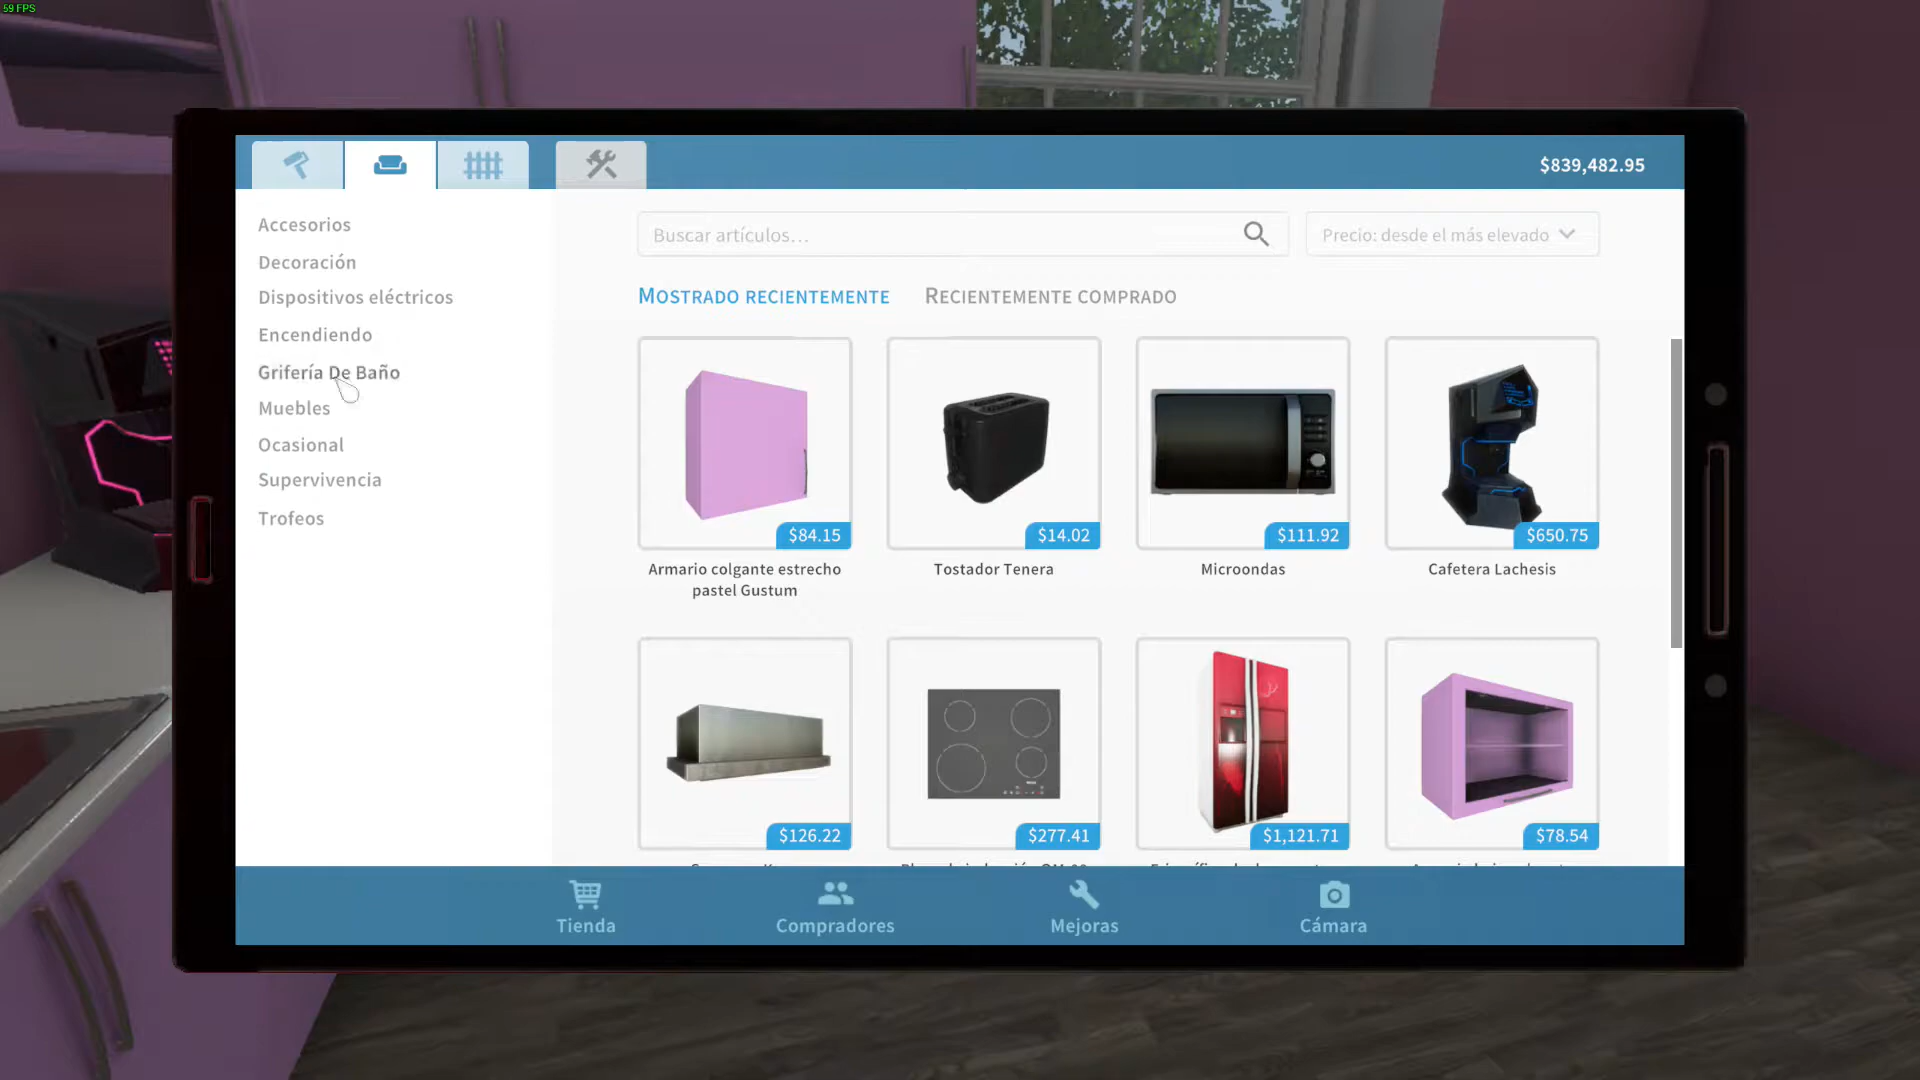 59 FPS
$839,482.95
Accesorios
Decoración
Dispositivos eléctricos
Encendiendo
Grifería De Baño
Muebles
Ocasional
Supervivencia
Trofeos
Buscar artículos...
Precio: desde el más elevado
MOSTRADO RECIENTEMENTE
RECIENTEMENTE COMPRADO
$84.15
$14.02
$111.92
$650.75
Armario colgante estrecho
pastel Gustum
Tostador Tenera
Microondas
Cafetera Lachesis
$126.22
$277.41
$1,121.71
$78.54
Tienda
Compradores
Mejoras
Cámara